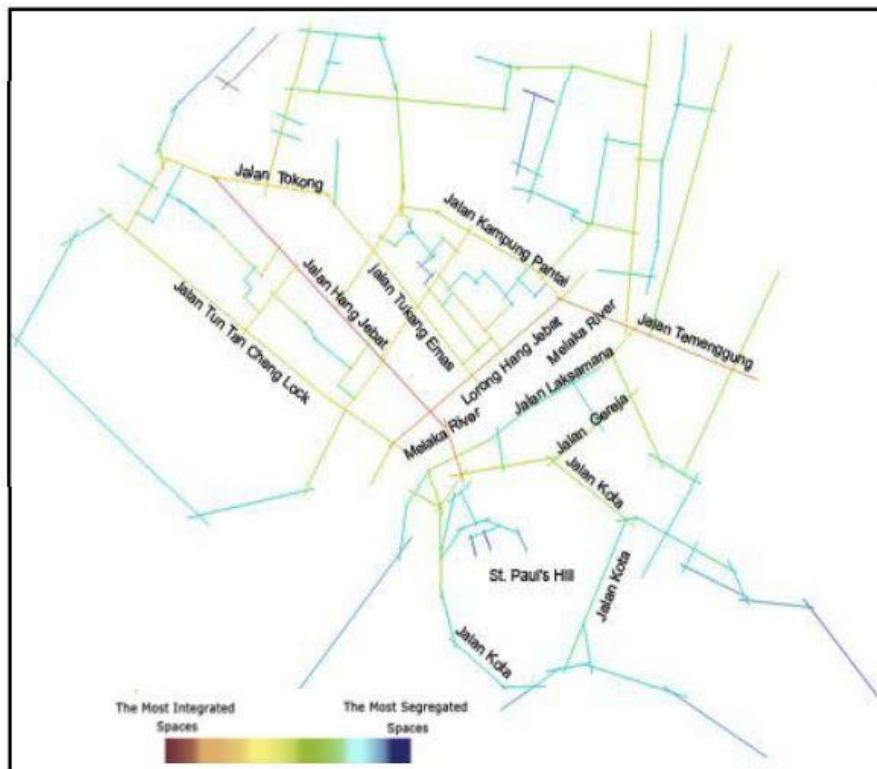 Jalan Tokong
Jalan Kampung Pantai
Jalan Hang Jebat
Jalan Tukang Emas
Jalan Tun Tan Cheng Lock
Lorong Hang Jebat
Melaka River
Jalan Temenggung
Jalan Laksamana
Melaka River
Jalan Gereja
Jalan Kota
St. Paul's Hill
Jalan Kota
Jalan Kota
The Most Integrated
Spaces
The Most Segregated
Spaces